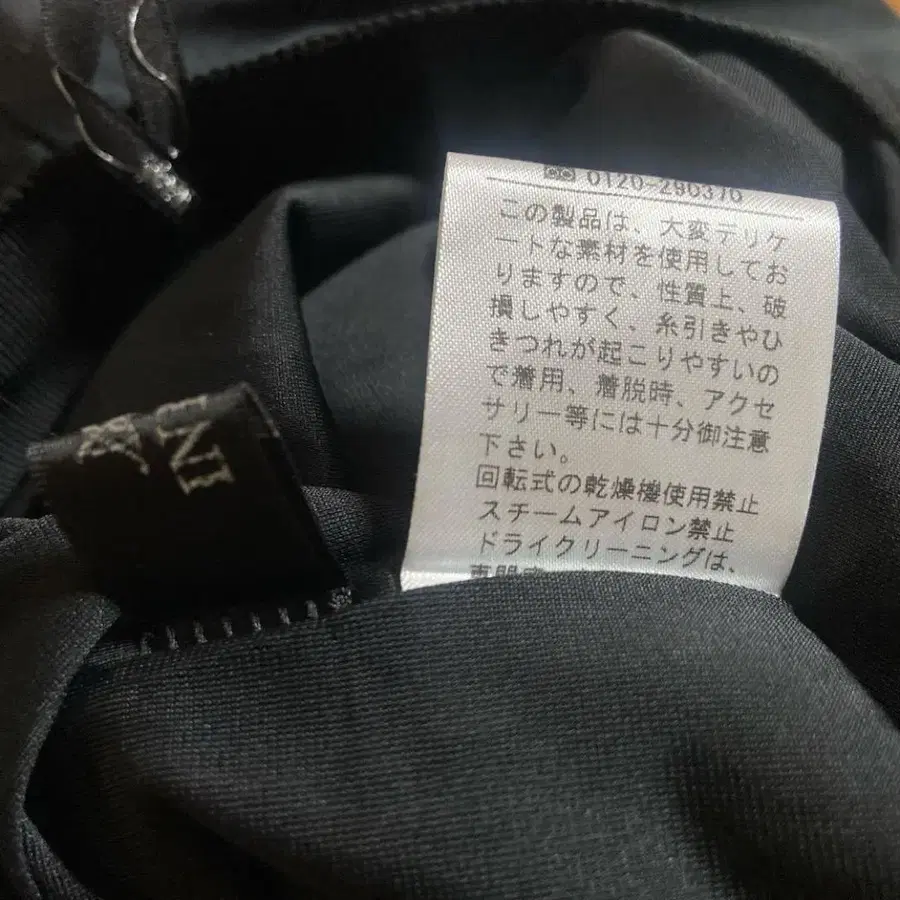 0120-280370
この製品は、大変デリケ
ートな素材を使用してお
りますので、性質上、破
損しやすく、糸引きやひ
きつれが起こりやすいの
で着用、着脱時、アクセ
サリー等には十分御注意
下さい。
回転式の乾燥機使用禁止
スチームアイロン禁止
ドライクリーニングは、